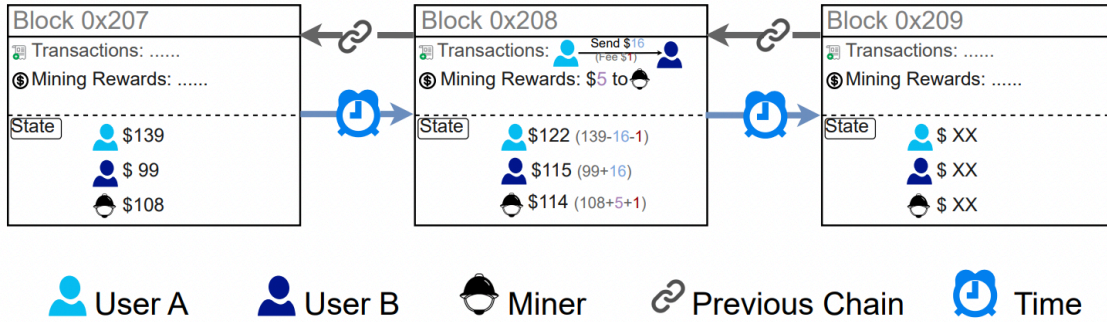 Block 0x207
Transactions: ......
Mining Rewards: ......
State
$139
$ 99
$108
Block 0x208
Transactions:
Send $16
(Fee $1)
Mining Rewards: $5 to
State
$122 (139-16-1)
$115 (99+16)
$114 (108+5+1)
Block 0x209
Transactions: ......
Mining Rewards: ......
State
$ XX
$ XX
$ XX
User A
User B
Miner
Previous Chain
Time